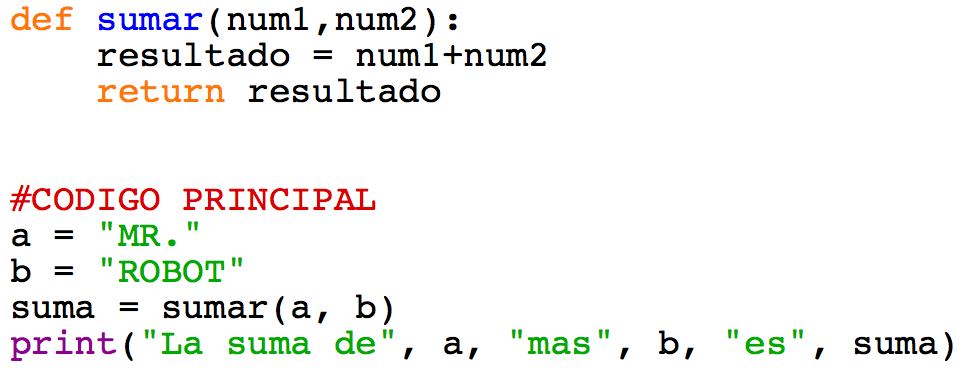 def sumar(num1,num2):
    resultado = num1+num2
    return resultado
#CODIGO PRINCIPAL
a = "MR."
b = "ROBOT"
suma = sumar(a, b)
print("La suma de", a, "mas", b, "es", suma)